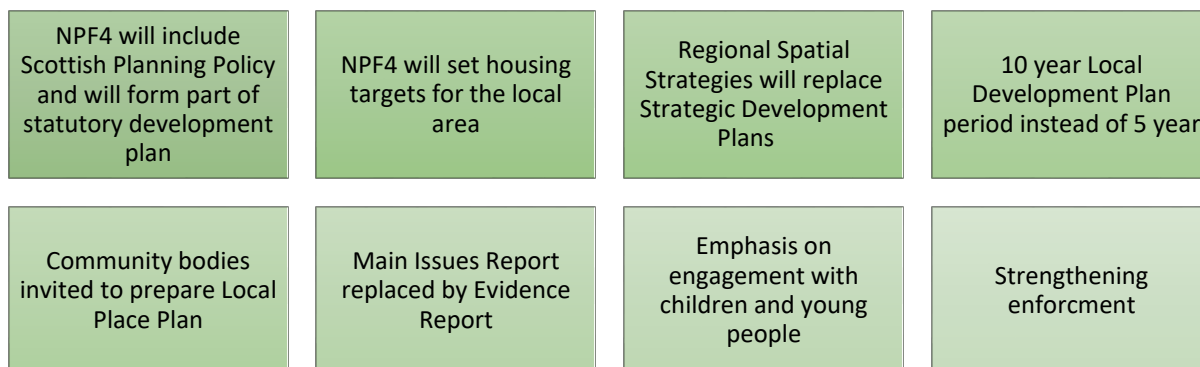 NPF4 will include
Scottish Planning Policy
and will form part of
statutory development
plan
NPF4 will set housing
targets for the local
area
Regional Spatial
Strategies will replace
Strategic Development
Plans
10 year Local
Development Plan
period instead of 5 year
Community bodies
invited to prepare Local
Place Plan
Main Issues Report
replaced by Evidence
Report
Emphasis on
engagement with
children and young
people
Strengthening
enforcment